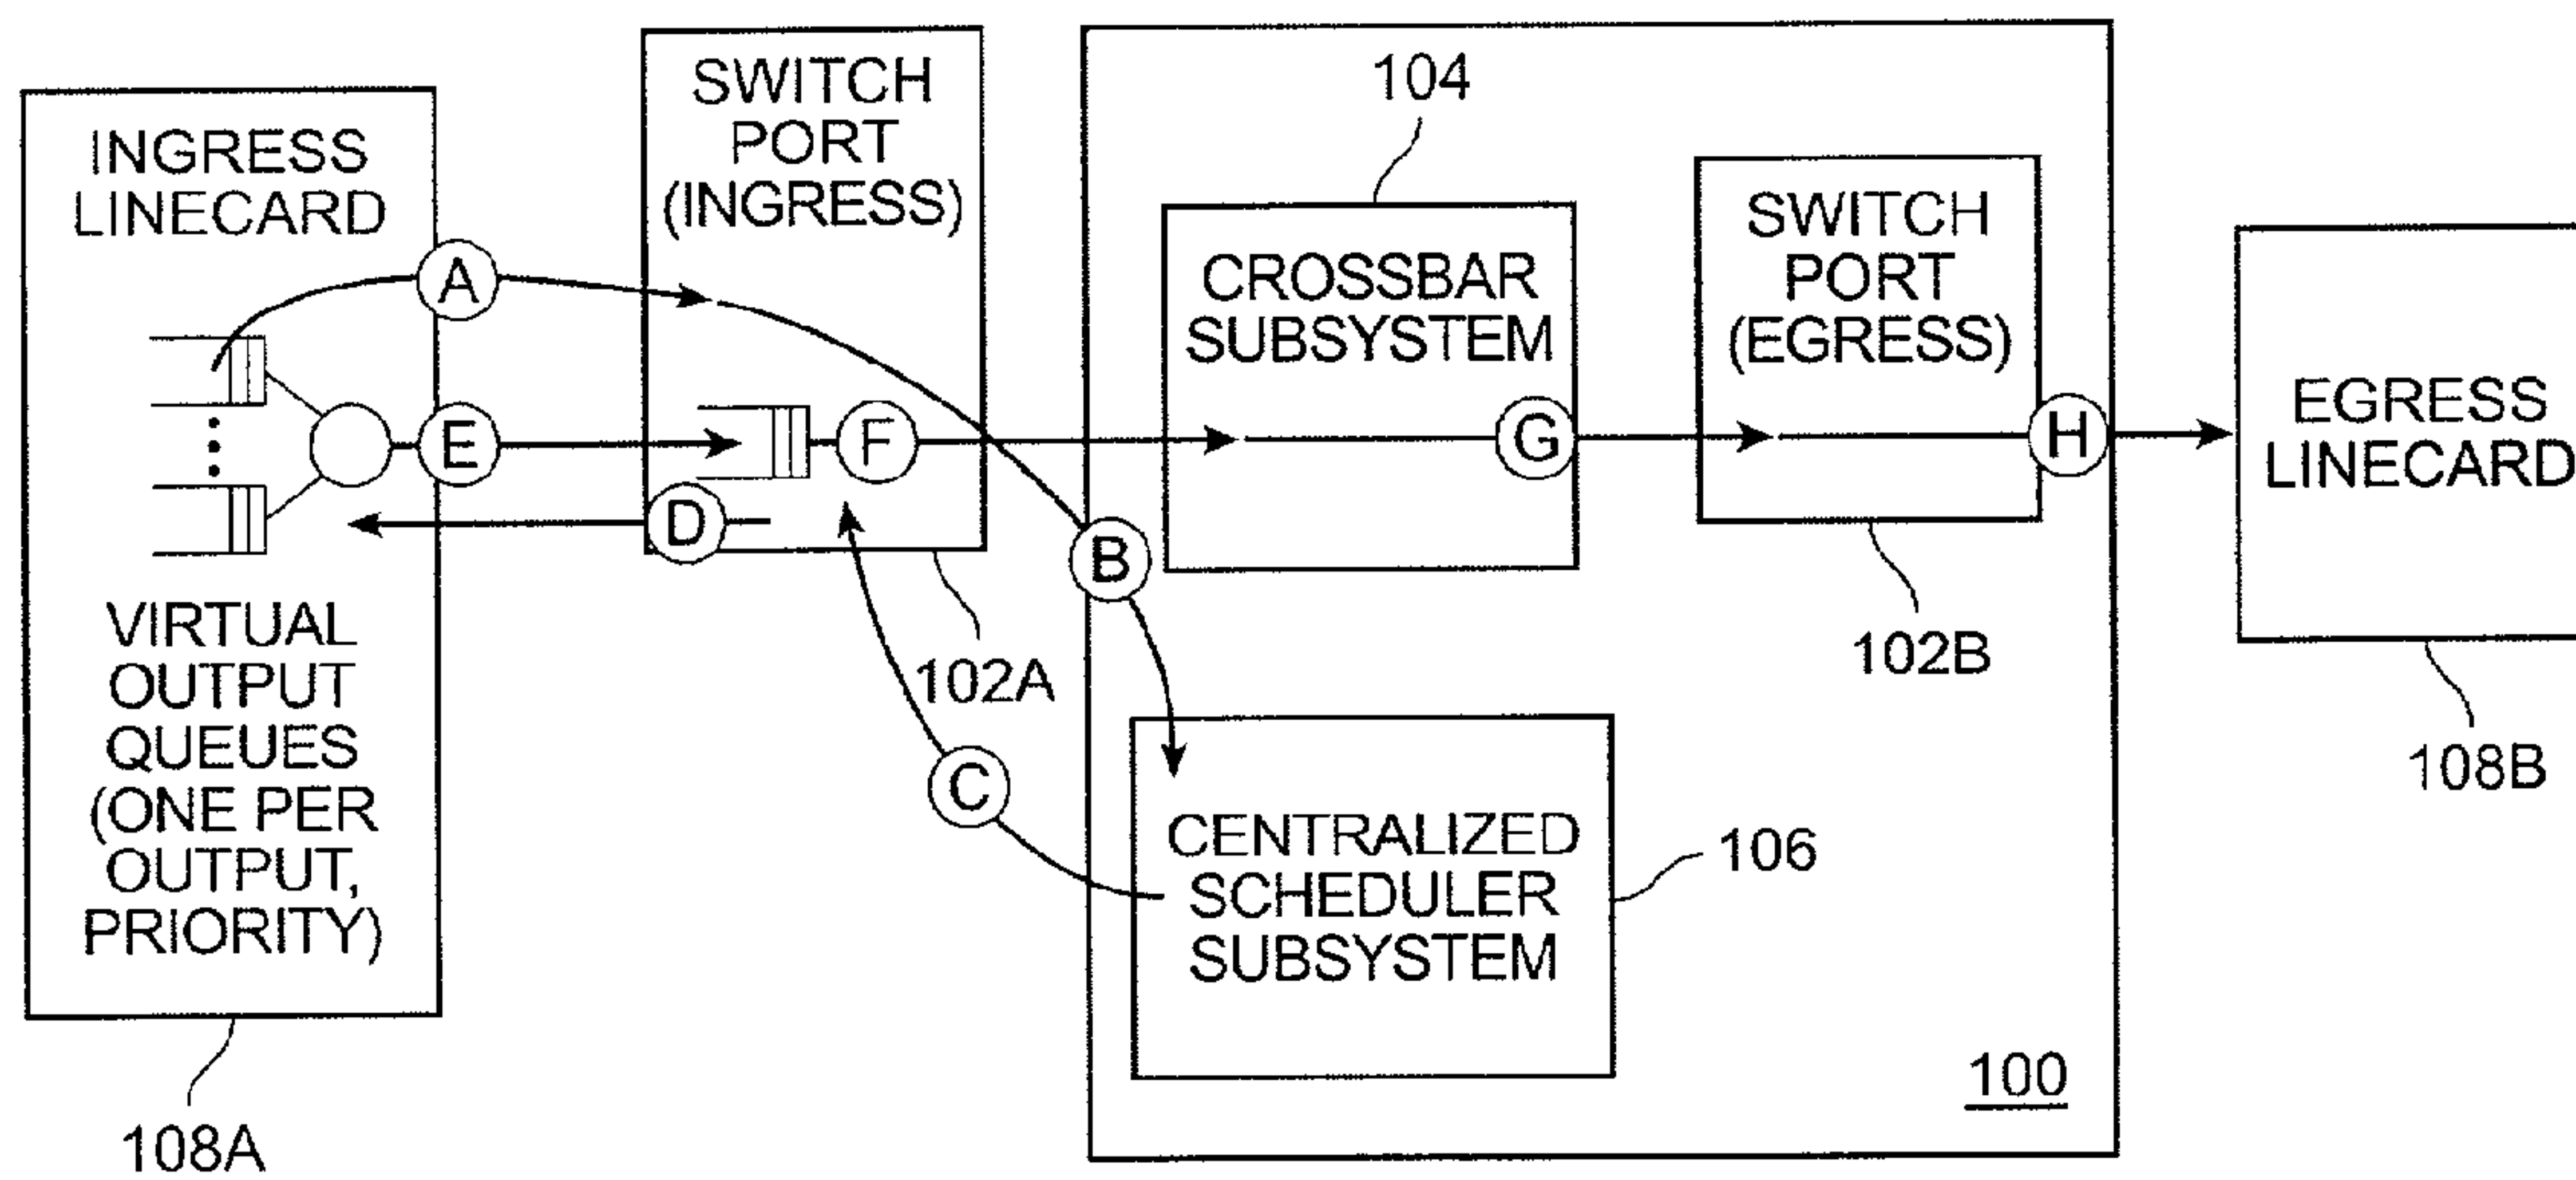 INGRESS
LINECARD
A
E
VIRTUAL
OUTPUT
QUEUES
(ONE PER
OUTPUT,
PRIORITY)
108A
SWITCH
PORT
(INGRESS)
F
D
102A
B
C
104
CROSSBAR
SUBSYSTEM
G
SWITCH
PORT
(EGRESS)
H
102B
CENTRALIZED
SCHEDULER
SUBSYSTEM
106
100
EGRESS
LINECARD
108B